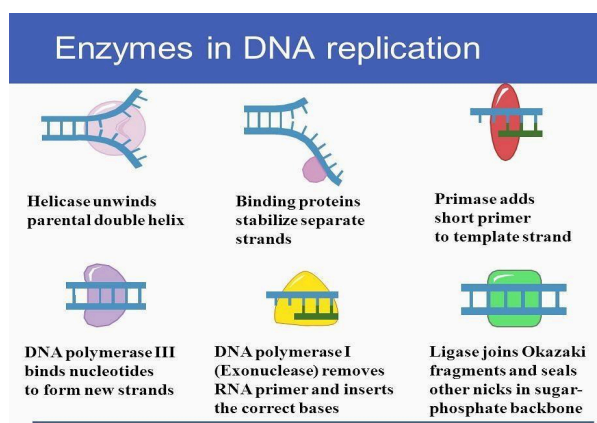 Enzymes in DNA replication
Helicase unwinds
parental double helix
Binding proteins
stabilize separate
strands
Primase adds
short primer
to template strand
DNA polymerase III
binds nucleotides
to form new strands
DNA polymerase I
(Exonuclease) removes
RNA primer and inserts
the correct bases
Ligase joins Okazaki
fragments and seals
other nicks in sugar-
phosphate backbone